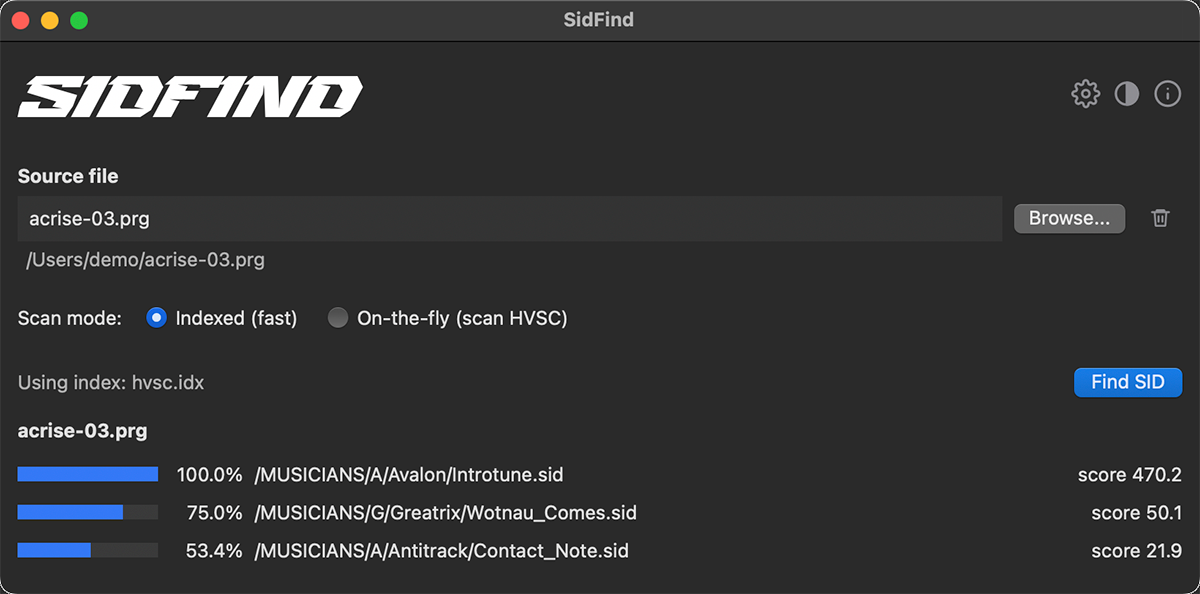 SidFind
SIDFIND
Source file
acrise-03.prg
Browse...
/Users/demo/acrise-03.prg
Scan mode: Indexed (fast) On-the-fly (scan HVSC)
Using index: hvsc.idx
Find SID
acrise-03.prg
100.0% /MUSICIANS/A/Avalon/Introtune.sid score 470.2
75.0% /MUSICIANS/G/Greatrix/Wotnau_Comes.sid score 50.1
53.4% /MUSICIANS/A/Antitrack/Contact_Note.sid score 21.9